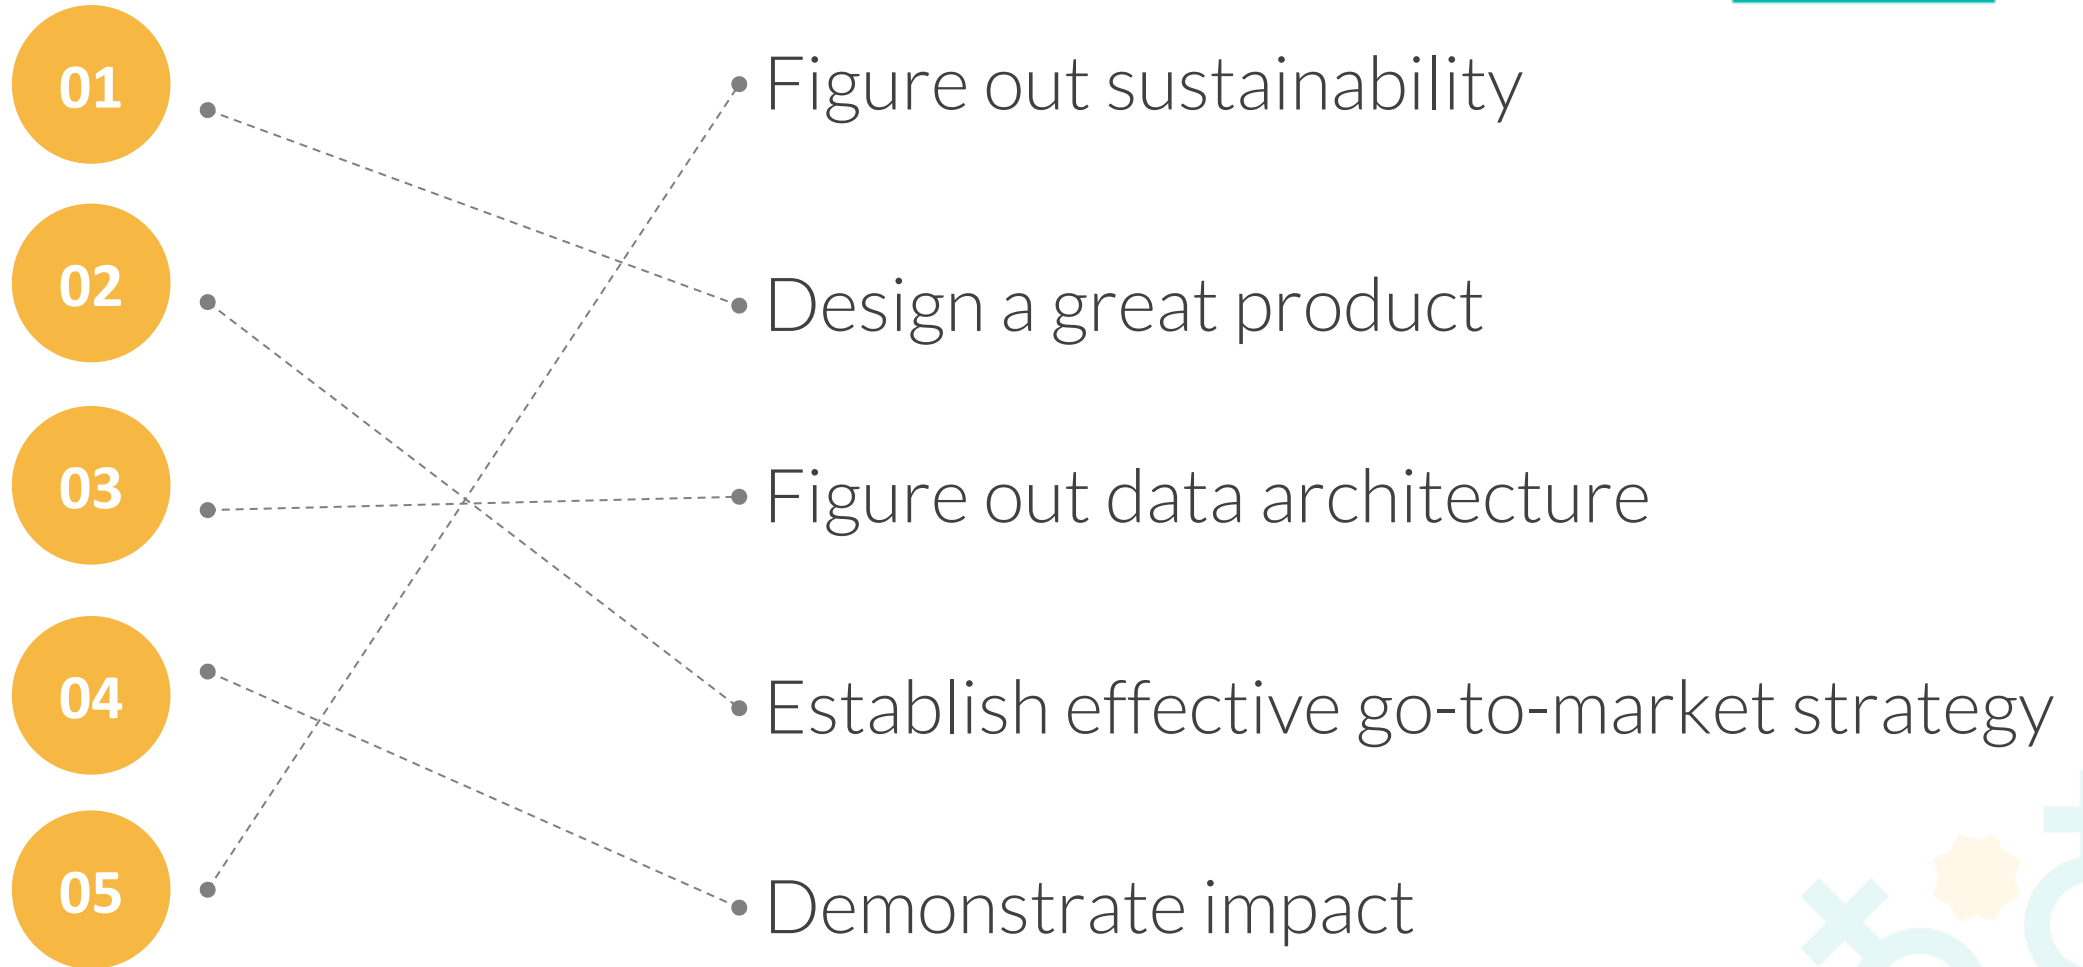 01
Figure out sustainability
02
Design a great product
03
Figure out data architecture
04
Establish effective go-to-market strategy
05
Demonstrate impact